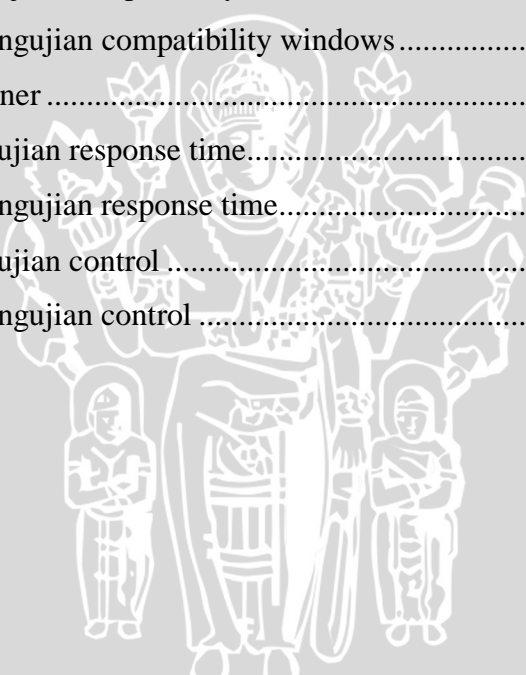 ngujian compatibility windows......................
ner......................................................................
ujian response time......................................
ngujian response time..................................
ujian control ................................................
ngujian control ............................................